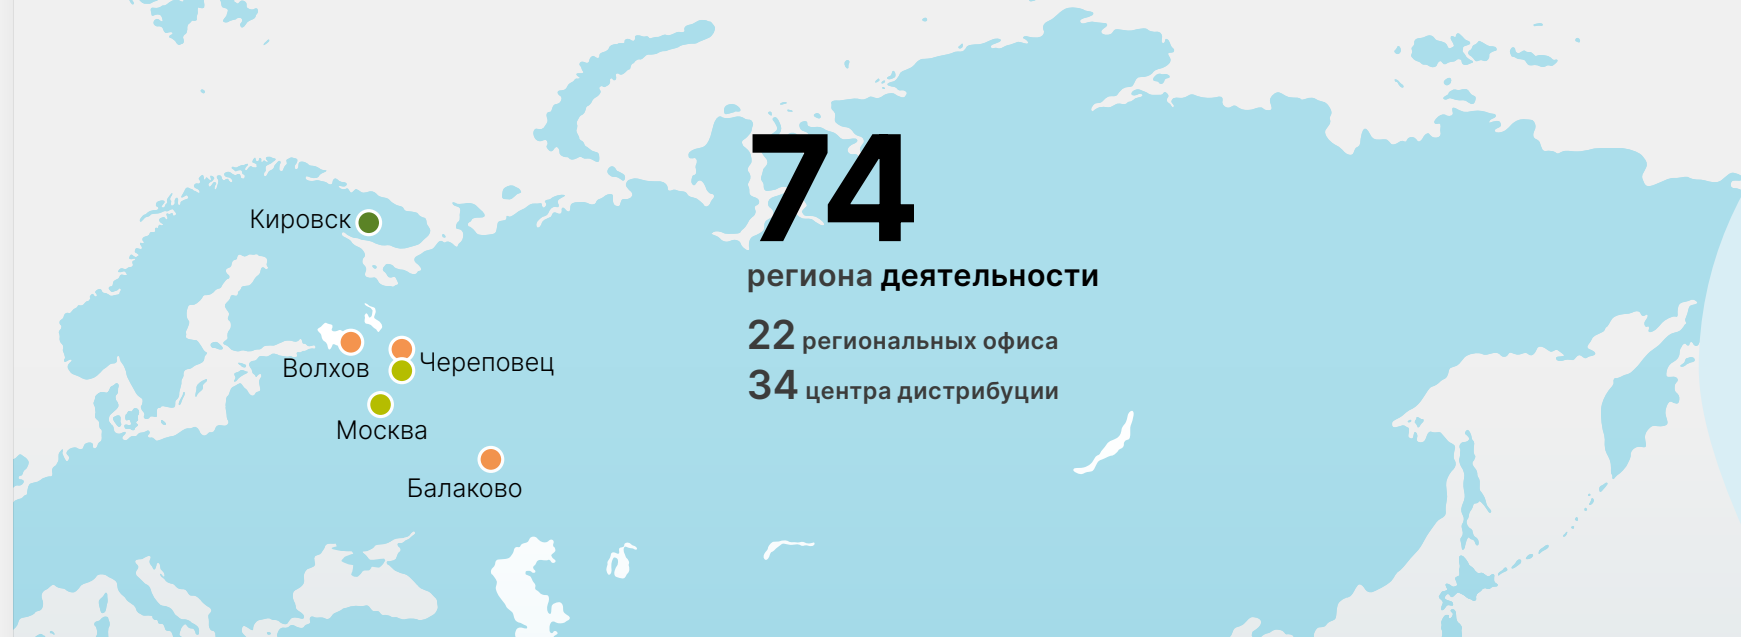 74
региона деятельности
22 региональных офиса
34 центра дистрибуции
Кировск
Волхов
Череповец
Москва
Балаково